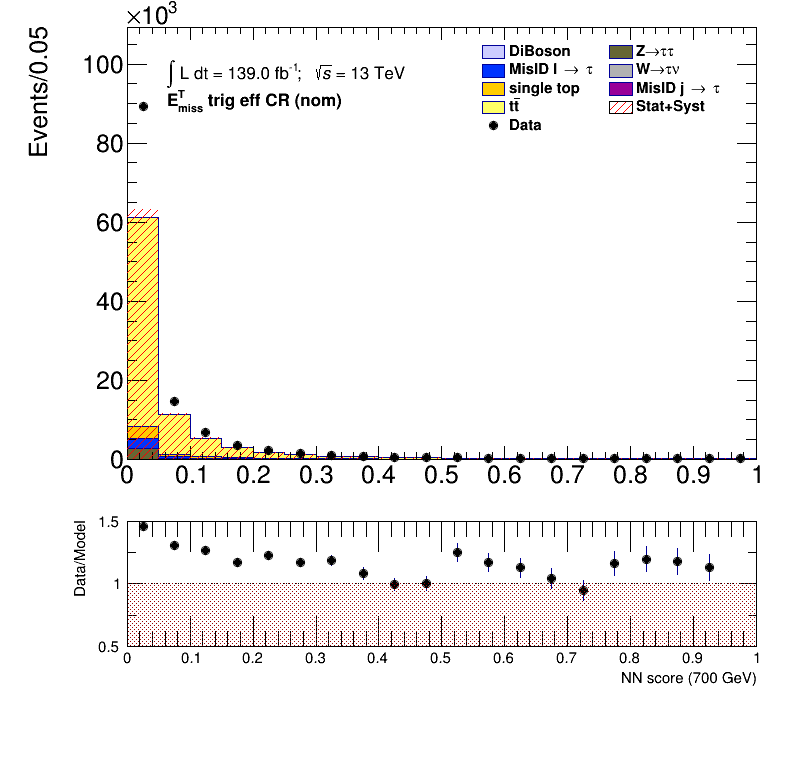 ×10³
Events/0.05
100
80
60
40
20
0
∫ L dt = 139.0 fb⁻¹; √s = 13 TeV
E^T_miss trig eff CR (nom)
DiBoson
Z→ττ
MisID l → τ
W→τν
single top
MisID j → τ
tt̄
Stat+Syst
Data
0 0.1 0.2 0.3 0.4 0.5 0.6 0.7 0.8 0.9 1
Data/Model
1.5
1
0.5
0 0.1 0.2 0.3 0.4 0.5 0.6 0.7 0.8 0.9 1
NN score (700 GeV)